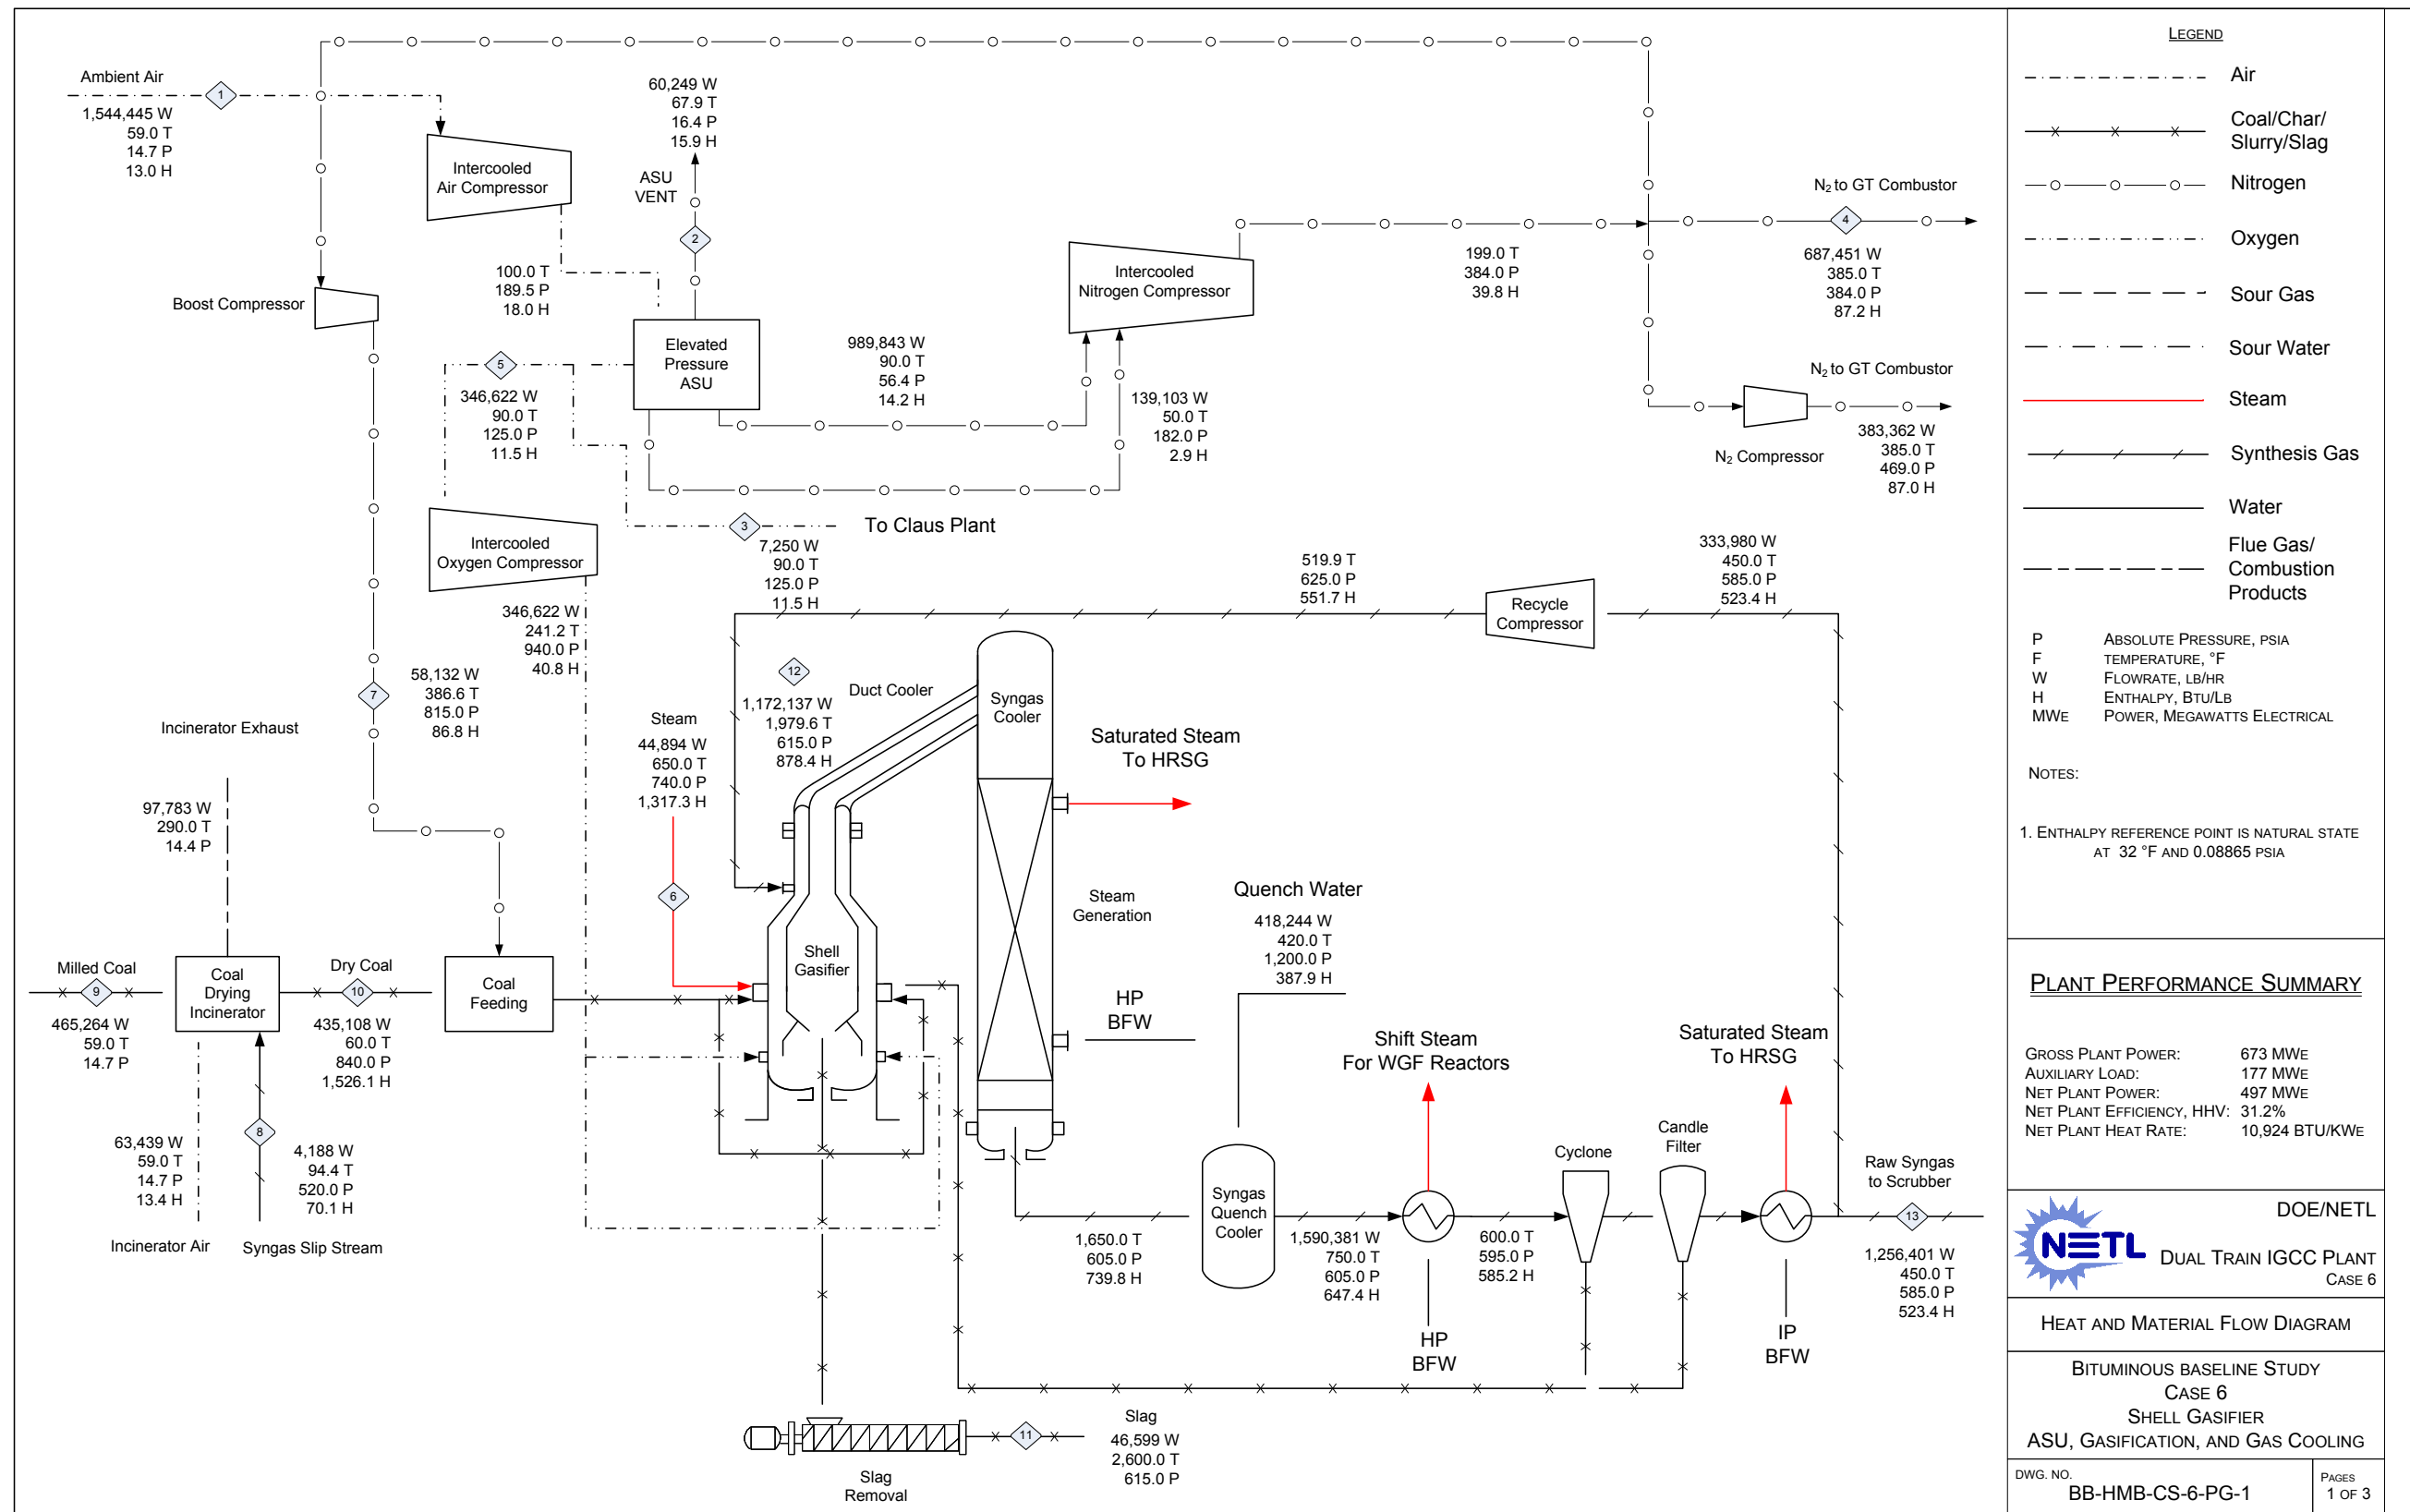 Ambient Air
1
1,544,445 W
59.0 T
14.7 P
13.0 H
Intercooled
Air Compressor
60,249 W
67.9 T
16.4 P
15.9 H
ASU
VENT
2
100.0 T
189.5 P
18.0 H
Boost Compressor
Elevated
Pressure
ASU
5
346,622 W
90.0 T
125.0 P
11.5 H
989,843 W
90.0 T
56.4 P
14.2 H
139,103 W
50.0 T
182.0 P
2.9 H
Intercooled
Nitrogen Compressor
199.0 T
384.0 P
39.8 H
N2 to GT Combustor
4
687,451 W
385.0 T
384.0 P
87.2 H
N2 to GT Combustor
N2 Compressor
383,362 W
385.0 T
469.0 P
87.0 H
Intercooled
Oxygen Compressor
3
To Claus Plant
7,250 W
90.0 T
125.0 P
11.5 H
346,622 W
241.2 T
940.0 P
40.8 H
519.9 T
625.0 P
551.7 H
Recycle
Compressor
333,980 W
450.0 T
585.0 P
523.4 H
7
58,132 W
386.6 T
815.0 P
86.8 H
12
1,172,137 W
1,979.6 T
615.0 P
878.4 H
Duct Cooler
Syngas
Cooler
Steam
44,894 W
650.0 T
740.0 P
1,317.3 H
6
Saturated Steam
To HRSG
Incinerator Exhaust
97,783 W
290.0 T
14.4 P
Steam
Generation
Quench Water
418,244 W
420.0 T
1,200.0 P
387.9 H
Shell
Gasifier
HP
BFW
Milled Coal
9
465,264 W
59.0 T
14.7 P
Coal
Drying
Incinerator
Dry Coal
10
435,108 W
60.0 T
840.0 P
1,526.1 H
Coal
Feeding
8
63,439 W
59.0 T
14.7 P
13.4 H
Incinerator Air
4,188 W
94.4 T
520.0 P
70.1 H
Syngas Slip Stream
Shift Steam
For WGF Reactors
Saturated Steam
To HRSG
1,650.0 T
605.0 P
739.8 H
Syngas
Quench
Cooler
1,590,381 W
750.0 T
605.0 P
647.4 H
600.0 T
595.0 P
585.2 H
Cyclone
Candle
Filter
Raw Syngas
to Scrubber
13
1,256,401 W
450.0 T
585.0 P
523.4 H
HP
BFW
IP
BFW
Slag
Removal
11
Slag
46,599 W
2,600.0 T
615.0 P
LEGEND
Air
Coal/Char/
Slurry/Slag
Nitrogen
Oxygen
Sour Gas
Sour Water
Steam
Synthesis Gas
Water
Flue Gas/
Combustion
Products
P ABSOLUTE PRESSURE, PSIA
F TEMPERATURE, °F
W FLOWRATE, LB/HR
H ENTHALPY, BTU/LB
MWE POWER, MEGAWATTS ELECTRICAL
NOTES:
1. ENTHALPY REFERENCE POINT IS NATURAL STATE
AT 32 °F AND 0.08865 PSIA
PLANT PERFORMANCE SUMMARY
GROSS PLANT POWER: 673 MWE
AUXILIARY LOAD: 177 MWE
NET PLANT POWER: 497 MWE
NET PLANT EFFICIENCY, HHV: 31.2%
NET PLANT HEAT RATE: 10,924 BTU/KWE
NETL
DOE/NETL
DUAL TRAIN IGCC PLANT
CASE 6
HEAT AND MATERIAL FLOW DIAGRAM
BITUMINOUS BASELINE STUDY
CASE 6
SHELL GASIFIER
ASU, GASIFICATION, AND GAS COOLING
DWG. NO.
BB-HMB-CS-6-PG-1
PAGES
1 OF 3